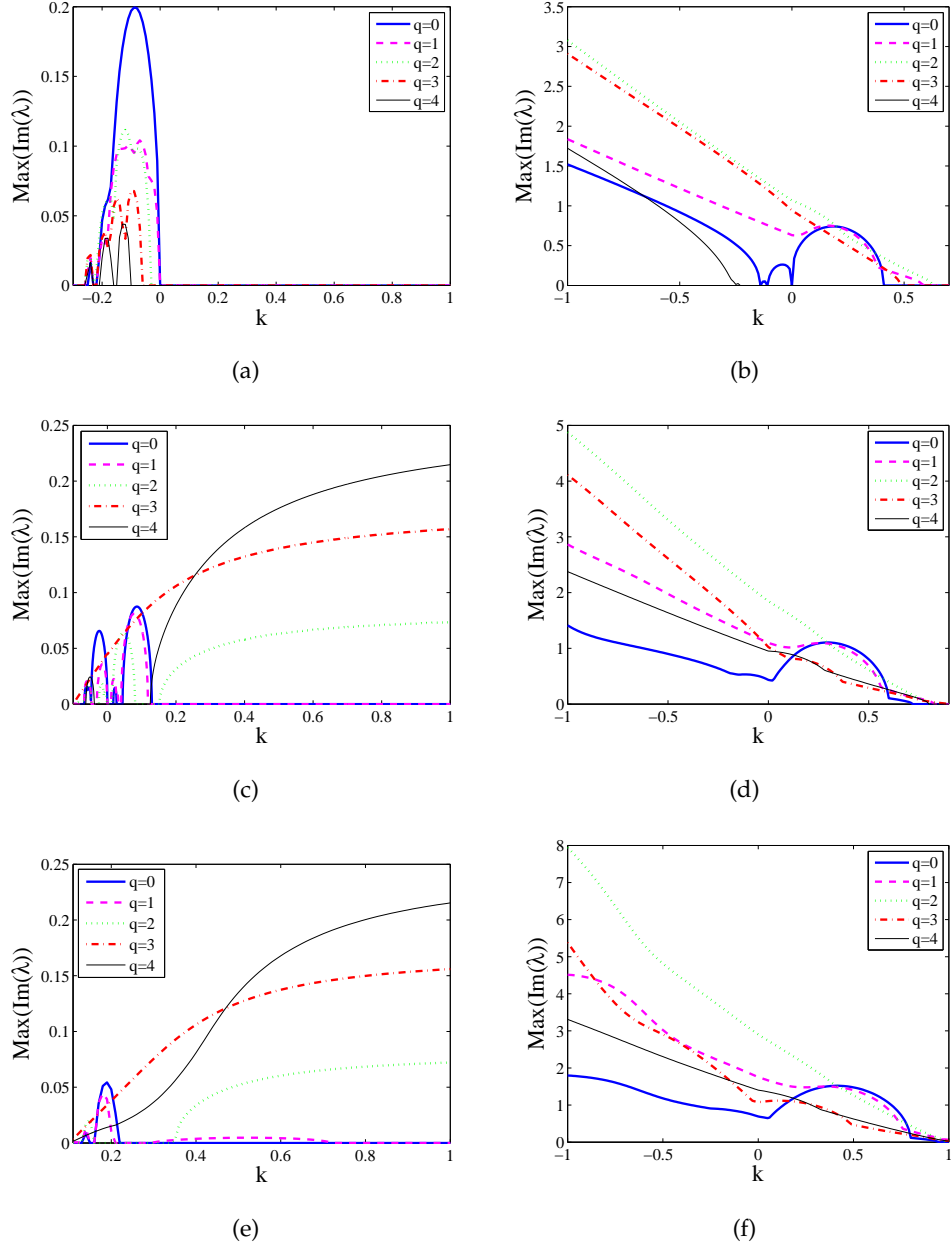 0.2
0.15
0.1
0.05
0
−0.2
0
0.2
0.4
0.6
0.8
1
Max(Im(λ))
k
q=0
q=1
q=2
q=3
q=4
(a)
3.5
3
2.5
2
1.5
1
0.5
0
−1
−0.5
0
0.5
Max(Im(λ))
k
q=0
q=1
q=2
q=3
q=4
(b)
0.25
0.2
0.15
0.1
0.05
0
0
0.2
0.4
0.6
0.8
1
Max(Im(λ))
k
q=0
q=1
q=2
q=3
q=4
(c)
5
4
3
2
1
0
−1
−0.5
0
0.5
Max(Im(λ))
k
q=0
q=1
q=2
q=3
q=4
(d)
0.25
0.2
0.15
0.1
0.05
0
0.2
0.4
0.6
0.8
1
Max(Im(λ))
k
q=0
q=1
q=2
q=3
q=4
(e)
8
7
6
5
4
3
2
1
0
−1
−0.5
0
0.5
1
Max(Im(λ))
k
q=0
q=1
q=2
q=3
q=4
(f)